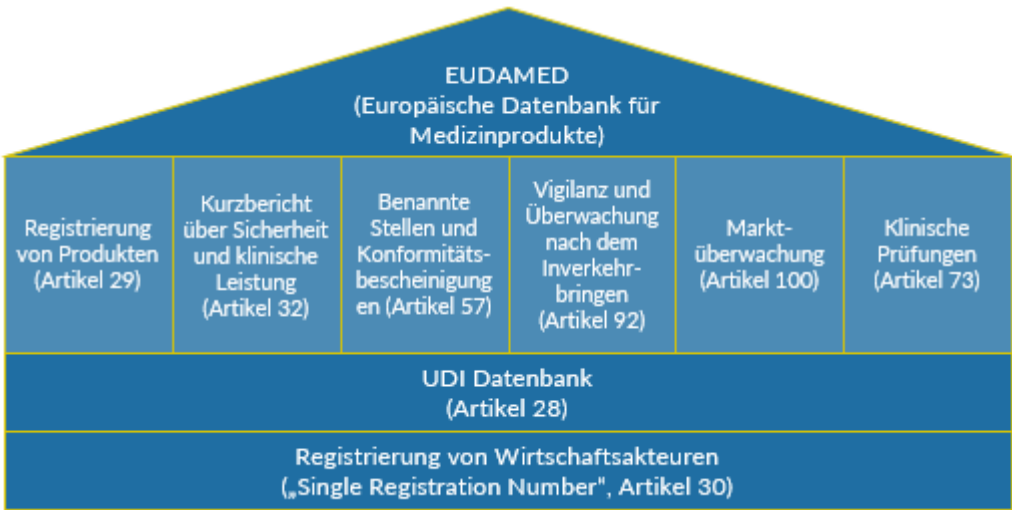 EUDAMED
(Europäische Datenbank für
Medizinprodukte)
Registrierung
von Produkten
(Artikel 29)
Kurzbericht
über Sicherheit
und klinische
Leistung
(Artikel 32)
Benannte
Stellen und
Konformitäts-
bescheinigung
en (Artikel 57)
Vigilanz und
Überwachung
nach dem
Inverkehr-
bringen
(Artikel 92)
Markt-
überwachung
(Artikel 100)
Klinische
Prüfungen
(Artikel 73)
UDI Datenbank
(Artikel 28)
Registrierung von Wirtschaftsakteuren
(„Single Registration Number“, Artikel 30)